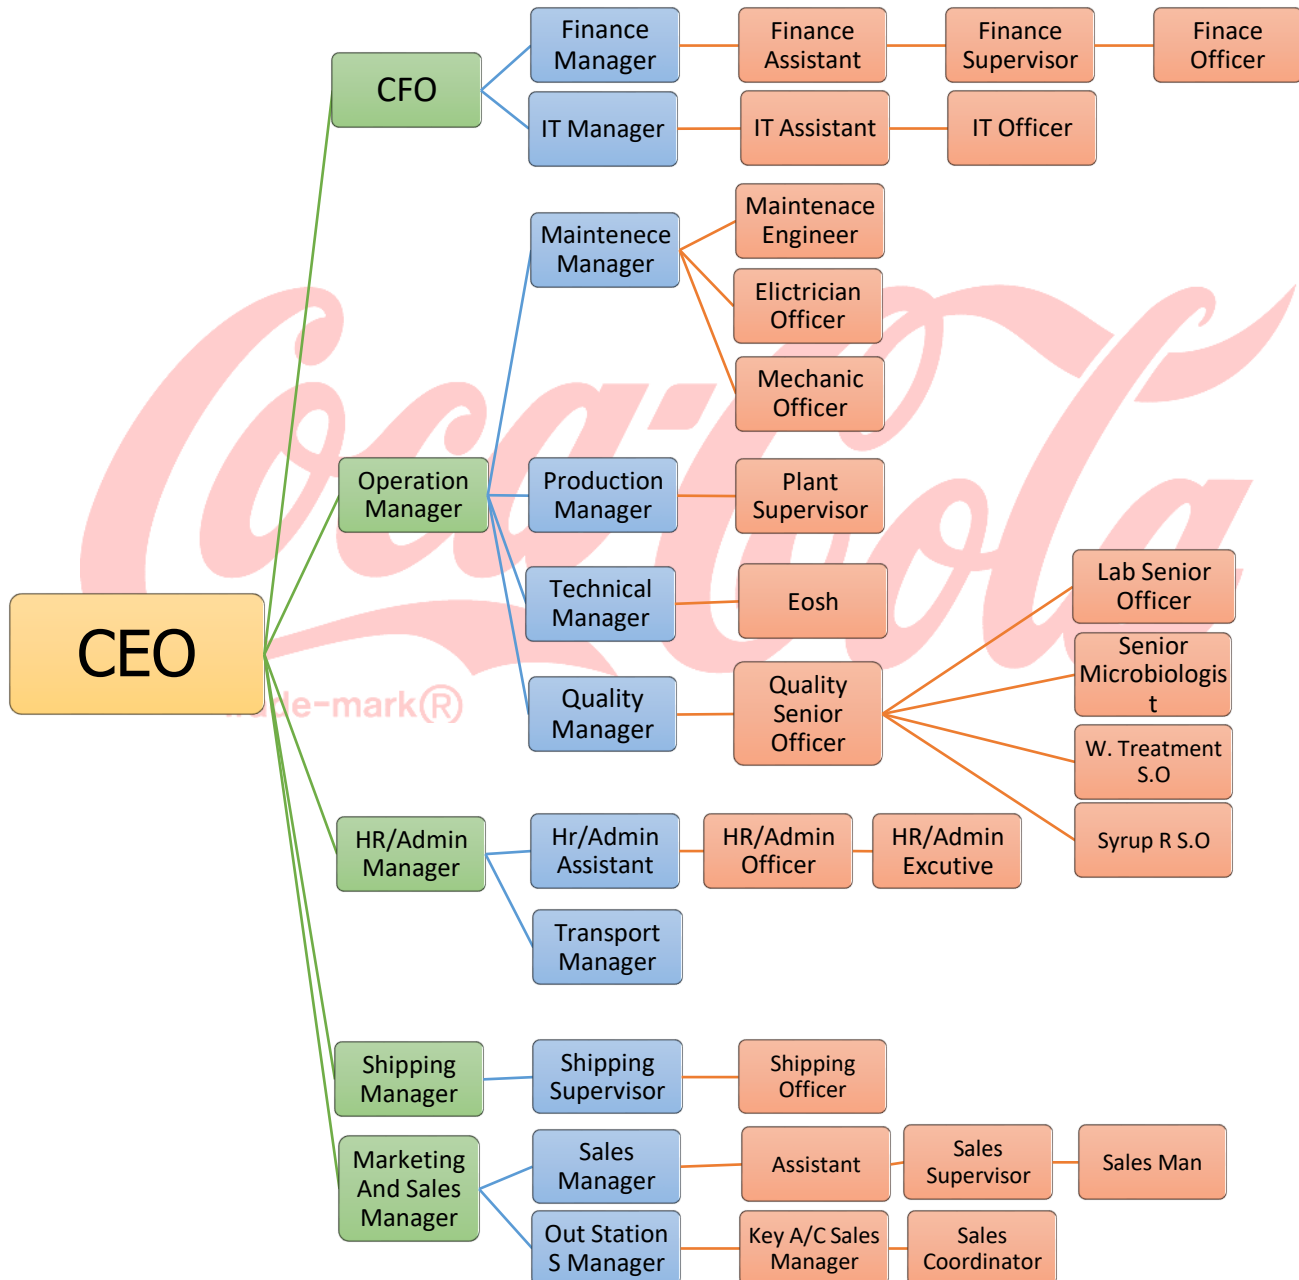 Finance
Manager
Finance
Assistant
Finance
Supervisor
Finace
Officer
CFO
IT Manager
IT Assistant
IT Officer
Maintenece
Manager
Maintenace
Engineer
Elictrician
Officer
Mechanic
Officer
Operation
Manager
Production
Manager
Plant
Supervisor
Technical
Manager
Eosh
Lab Senior
Officer
CEO
Coca-Cola
trade-mark®
Quality
Manager
Quality
Senior
Officer
Senior
Microbiologis
t
W. Treatment
S.O
Syrup R S.O
HR/Admin
Manager
Hr/Admin
Assistant
HR/Admin
Officer
HR/Admin
Excutive
Transport
Manager
Shipping
Manager
Shipping
Supervisor
Shipping
Officer
Marketing
And Sales
Manager
Sales
Manager
Assistant
Sales
Supervisor
Sales Man
Out Station
S Manager
Key A/C Sales
Manager
Sales
Coordinator